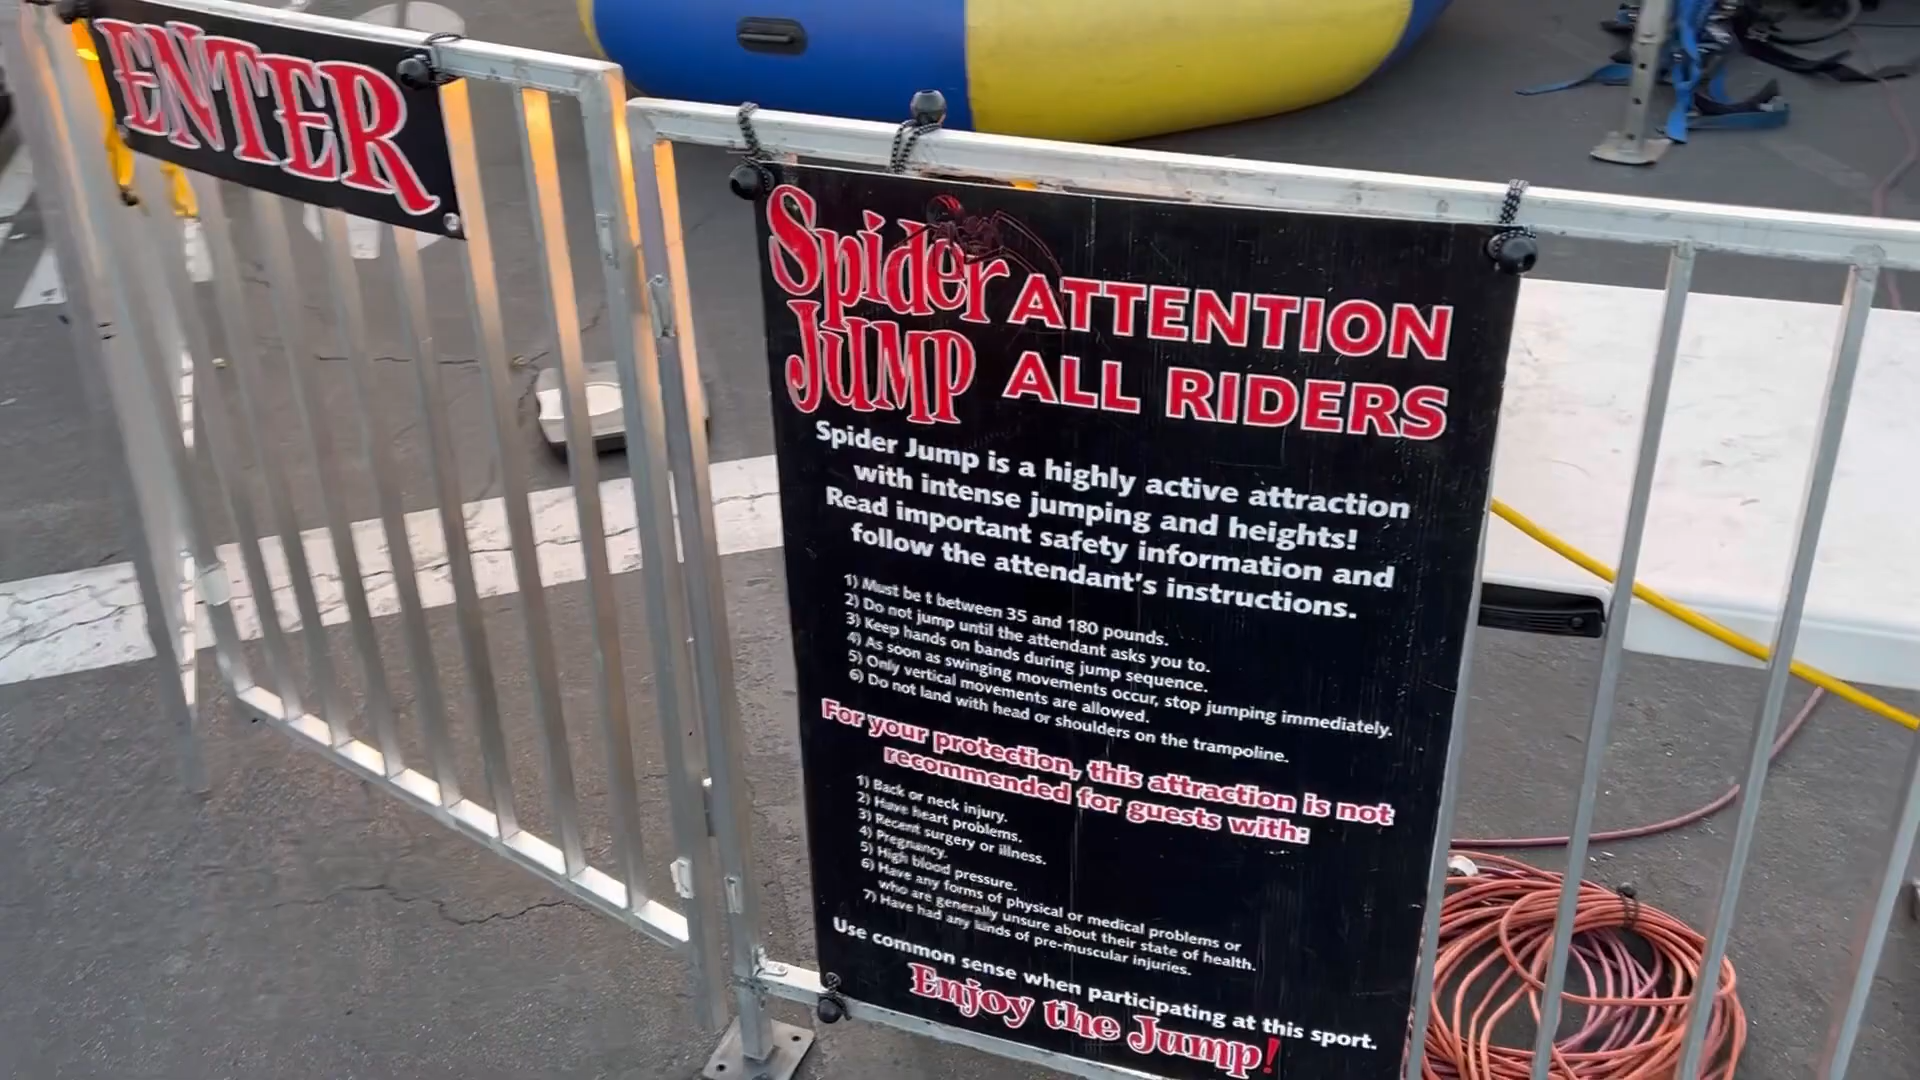 ENTER
Spider
Jump
ATTENTION
ALL RIDERS
Spider Jump is a highly active attraction
with intense jumping and heights!
Read important safety information and
follow the attendant's instructions.
1) Must be t between 35 and 180 pounds.
2) Do not jump until the attendant asks you to.
3) Keep hands on bands during jump sequence.
4) As soon as swinging movements occur, stop jumping immediately.
5) Only vertical movements are allowed.
6) Do not land with head or shoulders on the trampoline.
For your protection, this attraction is not
recommended for guests with:
1) Back or neck injury.
2) Have heart problems.
3) Recent surgery or illness.
4) Pregnancy.
5) High blood pressure.
6) Have any forms of physical or medical problems or
who are generally unsure about their state of health.
7) Have had any kinds of pre-muscular injuries.
Use common sense when participating at this sport.
Enjoy the Jump!